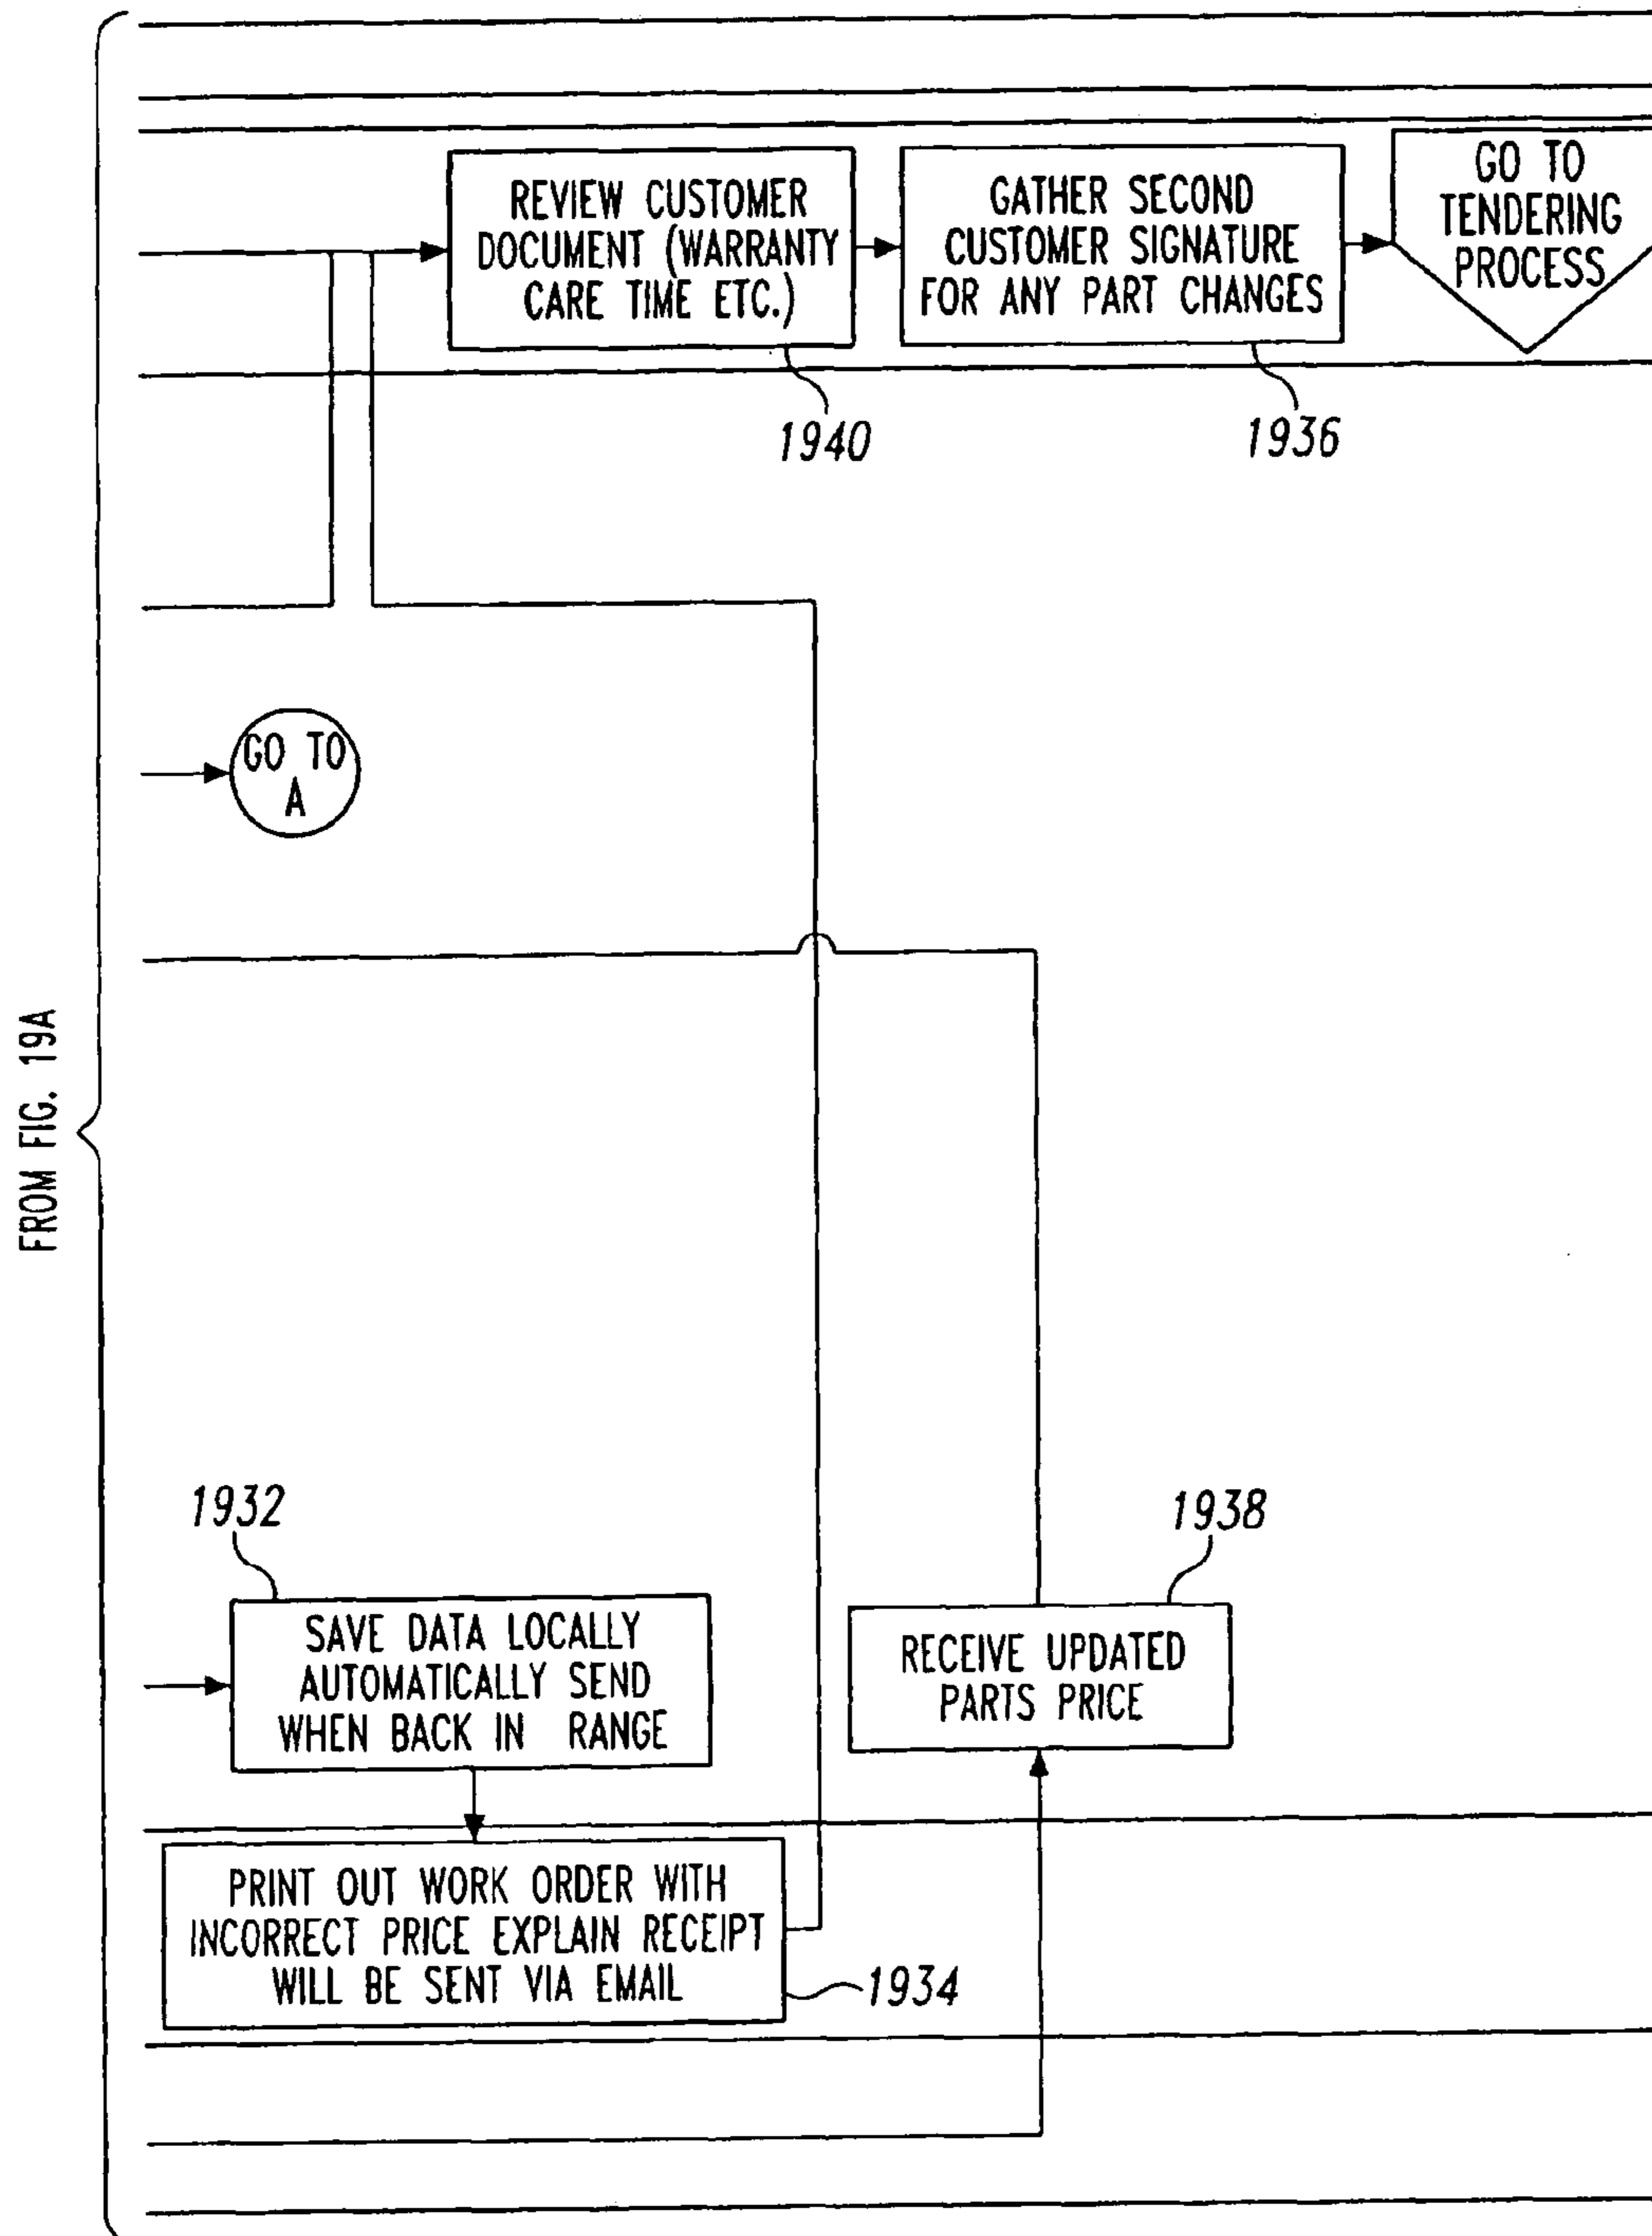 REVIEW CUSTOMER
DOCUMENT (WARRANTY
CARE TIME ETC.)
GATHER SECOND
CUSTOMER SIGNATURE
FOR ANY PART CHANGES
GO TO
TENDERING
PROCESS
1940
1936
GO TO
A
FROM FIG. 19A
1932
1938
SAVE DATA LOCALLY
AUTOMATICALLY SEND
WHEN BACK IN RANGE
RECEIVE UPDATED
PARTS PRICE
PRINT OUT WORK ORDER WITH
INCORRECT PRICE EXPLAIN RECEIPT
WILL BE SENT VIA EMAIL
1934